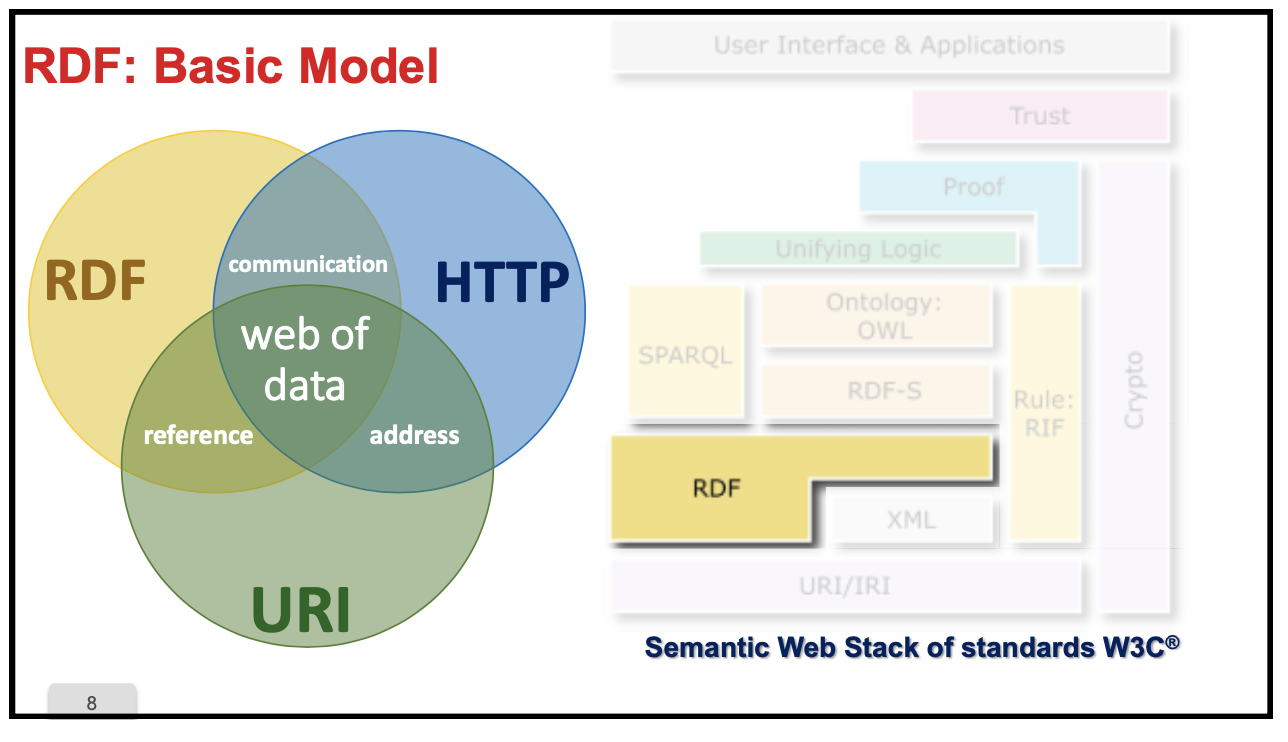 RDF: Basic Model
RDF
communication
HTTP
web of
data
reference
address
URI
User Interface & Applications
Trust
Proof
Unifying Logic
Ontology:
OWL
SPARQL
RDF-S
Rule:
RIF
Crypto
RDF
XML
URI/IRI
Semantic Web Stack of standards W3C®
8